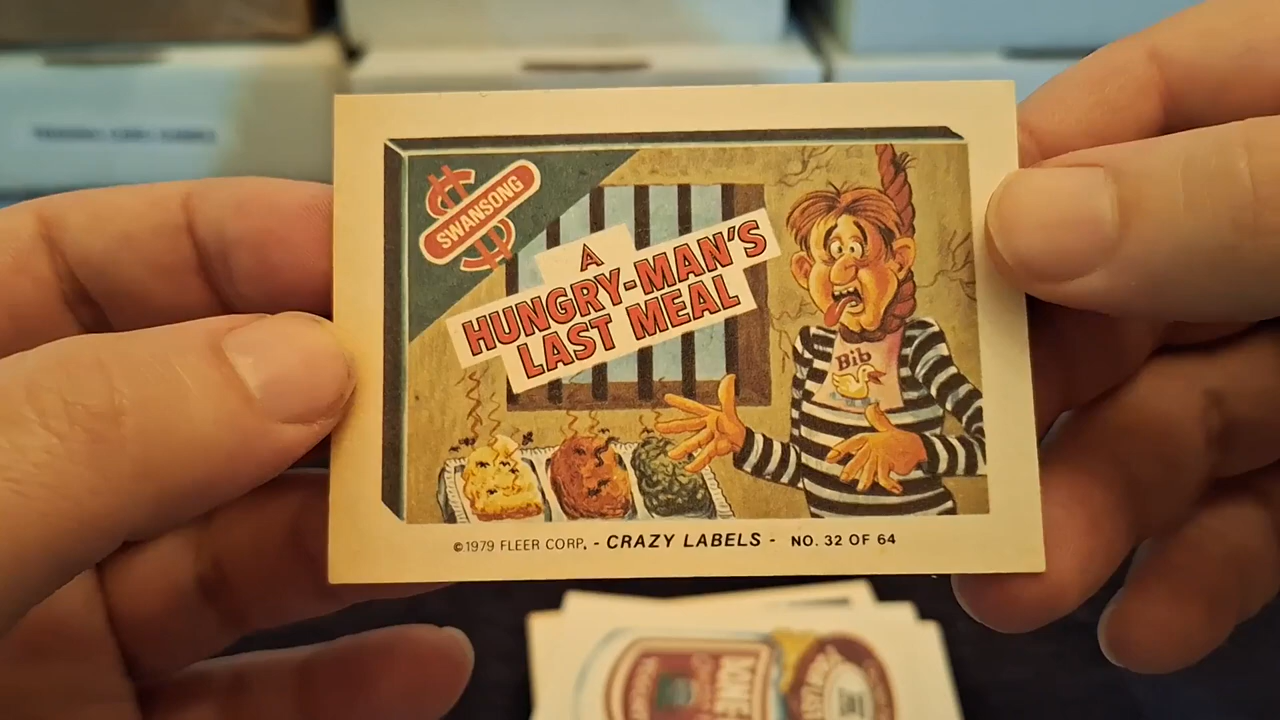 SWANSONG
A
HUNGRY-MAN'S
LAST MEAL
Bib
©1979 FLEER CORP. - CRAZY LABELS - NO. 32 OF 64